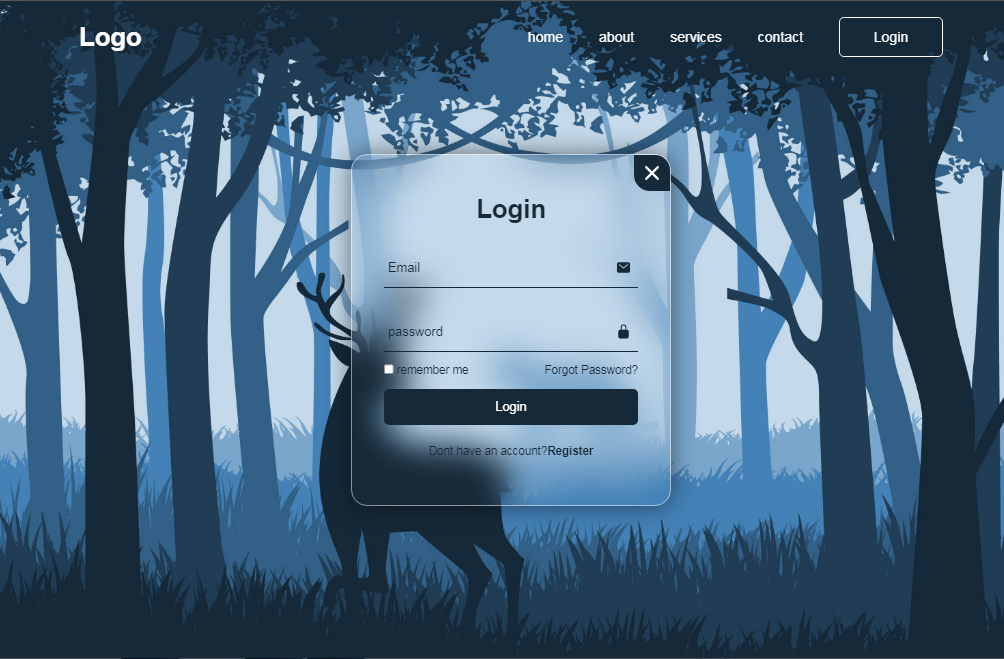 Logo
home about services contact Login
Login
Email
password
remember me Forgot Password?
Login
Dont have an account?Register